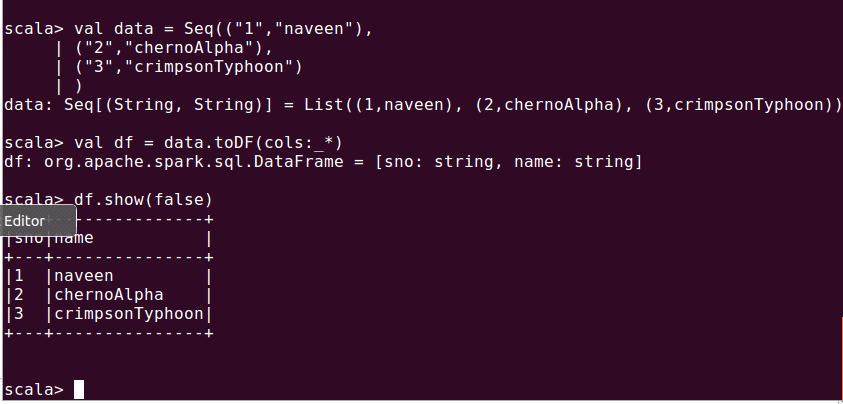 scala> val data = Seq(("1","naveen"),
     | ("2","chernoAlpha"),
     | ("3","crimpsonTyphoon")
     | )
data: Seq[(String, String)] = List((1,naveen), (2,chernoAlpha), (3,crimpsonTyphoon))
scala> val df = data.toDF(cols:_*)
df: org.apache.spark.sql.DataFrame = [sno: string, name: string]
scala> df.show(false)
Editor --------------+
|sno|name           |
+---+---------------+
|1  |naveen         |
|2  |chernoAlpha    |
|3  |crimpsonTyphoon|
+---+---------------+
scala>